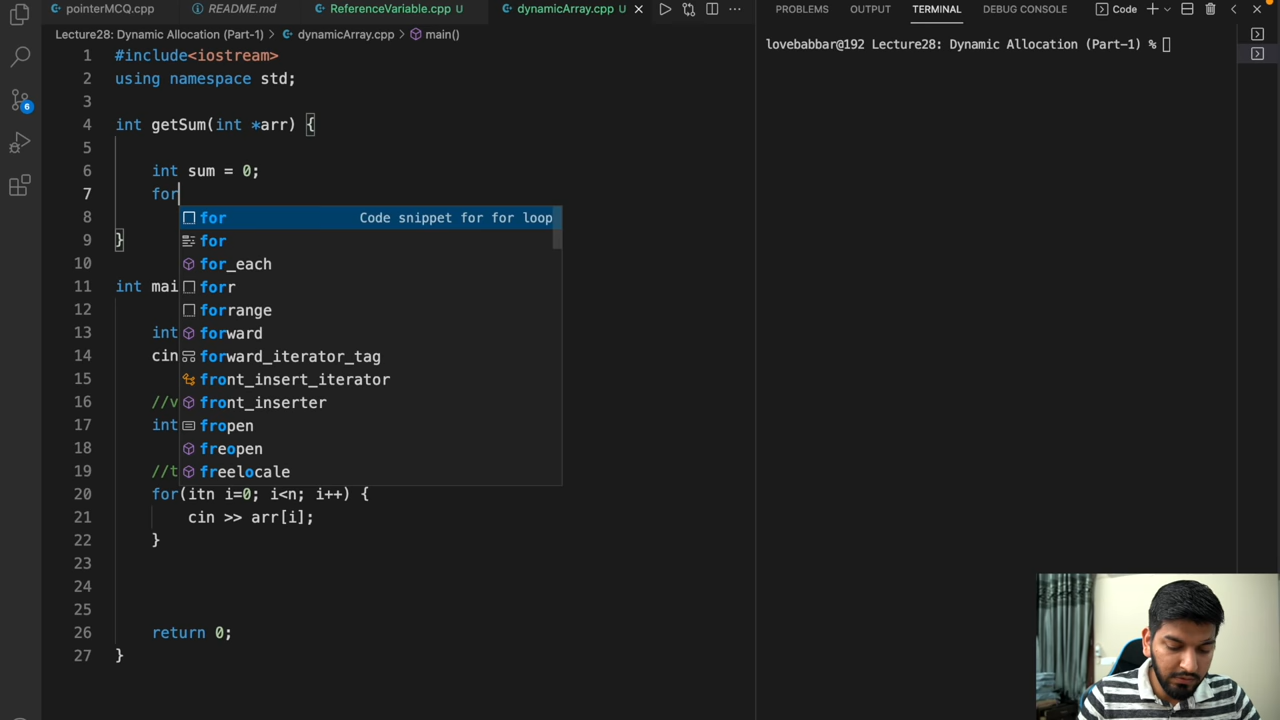 pointerMCQ.cpp README.md ReferenceVariable.cpp U dynamicArray.cpp U
PROBLEMS OUTPUT TERMINAL DEBUG CONSOLE Code
Lecture28: Dynamic Allocation (Part-1) > dynamicArray.cpp > main()
lovebabbar@192 Lecture28: Dynamic Allocation (Part-1) %
6
1 #include<iostream>
2 using namespace std;
3
4 int getSum(int *arr) {
5
6 int sum = 0;
7 for
8
9 }
10
11 int mai
12
13 int
14 cin
15
16 //v
17 int
18
19 //t
20 for(itn i=0; i<n; i++) {
21 cin >> arr[i];
22 }
23
24
25
26 return 0;
27 }
for Code snippet for for loop
for
for_each
forr
forrange
forward
forward_iterator_tag
front_insert_iterator
front_inserter
fropen
freopen
freelocale